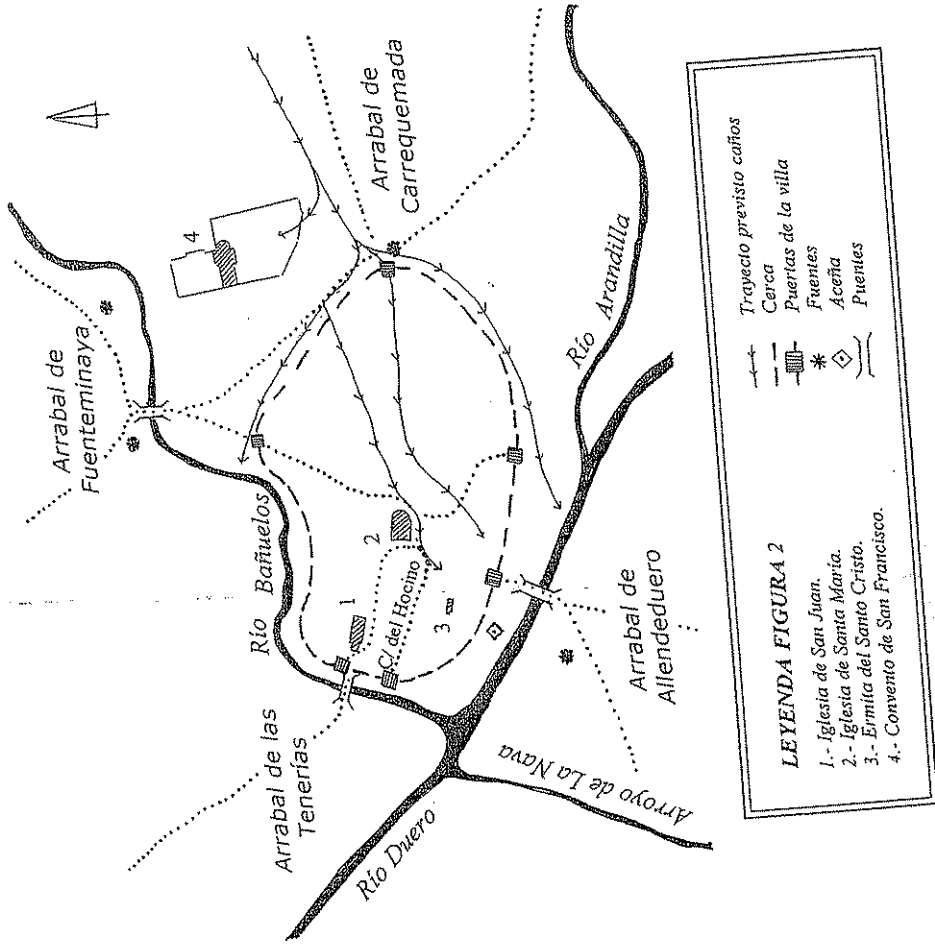 Arrabal de
Fuenteminaya
4
Arrabal de
Carrequemada
Río Bañuelos
1
2
C/ del Hocino
3
Río Arandilla
Arrabal de las
Tenerías
Río Duero
Arroyo de La Nava
Arrabal de
Allendeduero
LEYENDA FIGURA 2
1.- Iglesia de San Juan.
2.- Iglesia de Santa María.
3.- Ermita del Santo Cristo.
4.- Convento de San Francisco.
Trayecto previsto caños
Cerca
Puertas de la villa
Fuentes
Aceña
Puentes